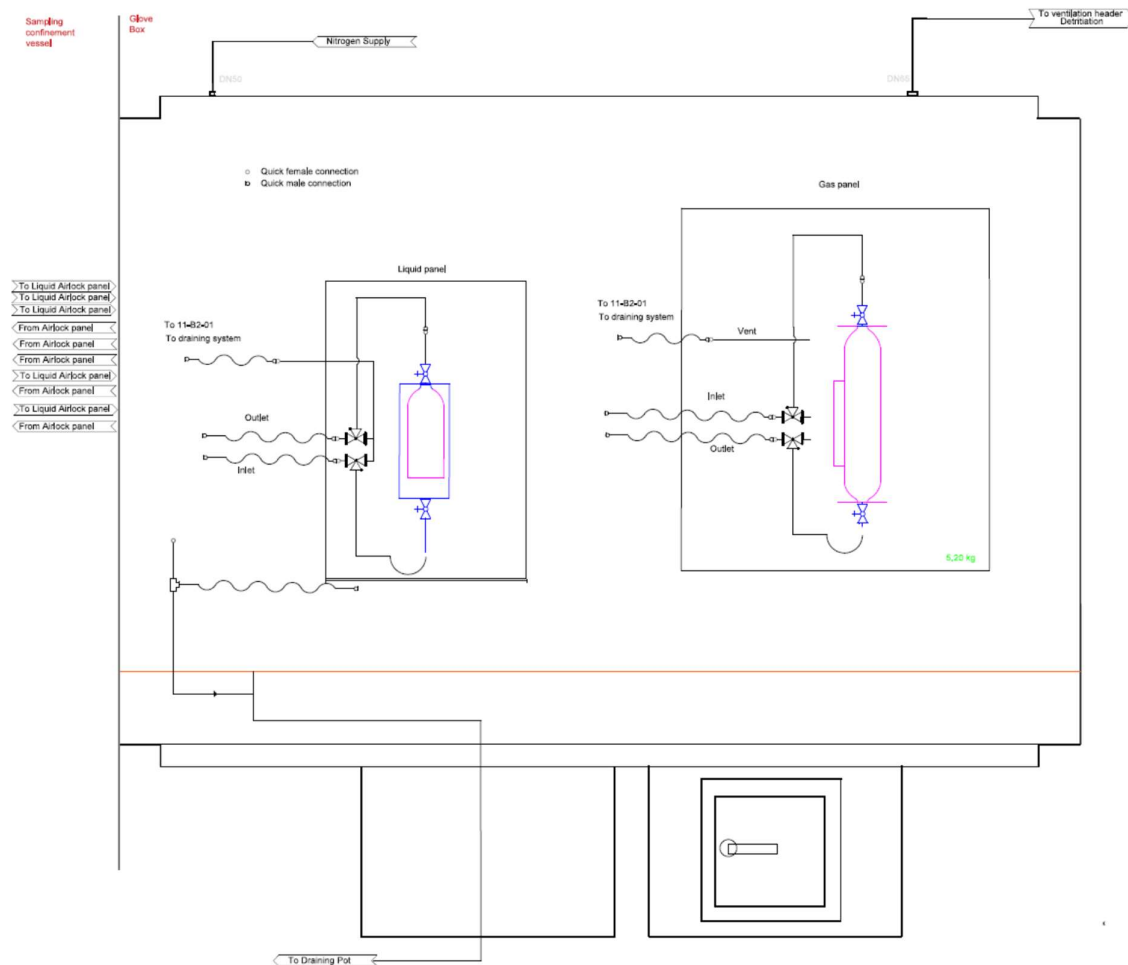 Sampling
confinement
vessel
Glove
Box
Nitrogen Supply
To ventilation header
Detritiation
DN50
DN65
Quick female connection
Quick male connection
Gas panel
Liquid panel
To Liquid Airlock panel
To Liquid Airlock panel
To Liquid Airlock panel
From Airlock panel
From Airlock panel
From Airlock panel
To Liquid Airlock panel
From Airlock panel
To Liquid Airlock panel
From Airlock panel
To 11-B2-01
To draining system
Outlet
Inlet
To 11-B2-01
To draining system
Vent
Inlet
Outlet
5,20 kg
To Draining Pot